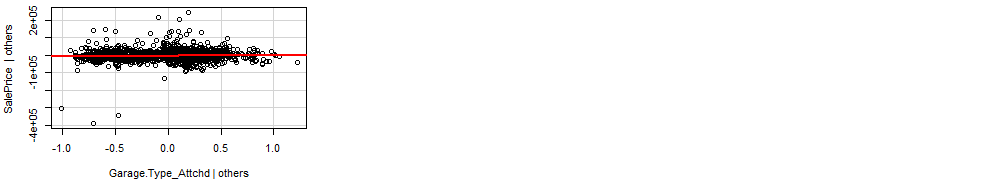 SalePrice | others
2e+05
-1e+05
-4e+05
-1.0 -0.5 0.0 0.5 1.0
Garage.Type_Attchd | others